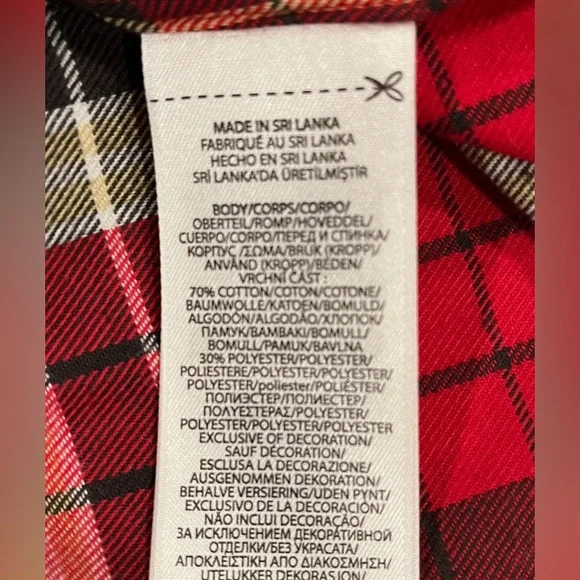 MADE IN SRI LANKA
FABRIQUÉ AU SRI LANKA
HECHO EN SRI LANKA
SRİ LANKA'DA ÜRETİLMİŞTİR
BODY/CORPS/CORPO/
OBERTEIL/ROMP/HOVEDDEL/
CUERPO/CORPO/ПЕРЕД И СПИНКА/
КОРПУС /ΣΩΜΑ/BRUK (KROPP)/
ANVÄND (KROPP)/BEDEN/
VRCHNÍ ČÁST :
70% COTTON/COTON/COTONE/
BAUMWOLLE/KATOEN/BOMULD/
ALGODÓN/ALGODÃO/ХЛОПОК/
ПАМУК/ΒΑΜΒΑΚΙ/BOMULL/
BOMULL/PAMUK/BAVLNA
30% POLYESTER/POLYESTER/
POLIESTERE/POLYESTER/POLYESTER/
POLYESTER/poliester/POLIÉSTER/
ПОЛИЭСТЕР/ПОЛИЕСТЕР/
ΠΟΛΥΕΣΤΕΡΑΣ/POLYESTER/
POLYESTER/POLYESTER/POLYESTER
EXCLUSIVE OF DECORATION/
SAUF DÉCORATION/
ESCLUSA LA DECORAZIONE/
AUSGENOMMEN DEKORATION/
BEHALVE VERSIERING/UDEN PYNT/
EXCLUSIVO DE LA DECORACIÓN/
NÃO INCLUI DECORAÇÃO/
ЗА ИСКЛЮЧЕНИЕМ ДЕКОРАТИВНОЙ
ОТДЕЛКИ/БЕЗ УКРАСАТА/
ΑΠΟΚΛΕΙΣΤΙΚΗ ΑΠΟ ΔΙΑΚΟΣΜΗΣΗ/
UTELUKKER DEKORASJON/